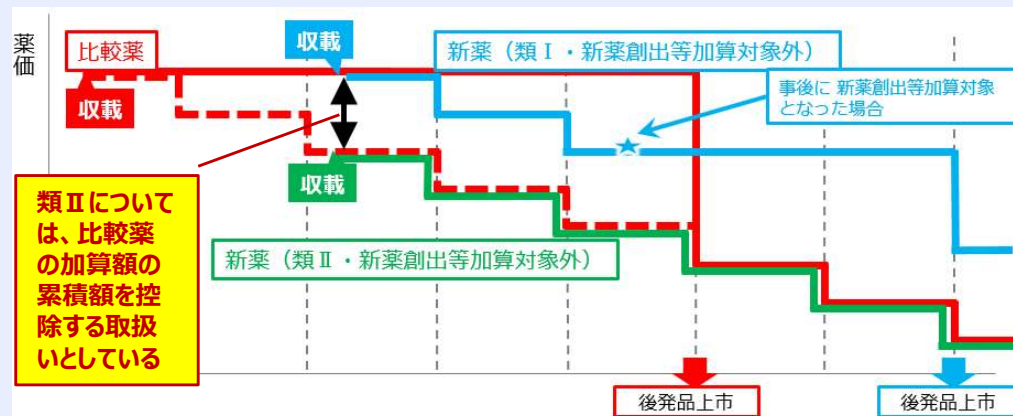 薬
価
比較薬
収載
収載
新薬（類Ⅰ・新薬創出等加算対象外）
事後に 新薬創出等加算対象
となった場合
収載
類Ⅱについて
は、比較薬
の加算額の
累積額を控
除する取扱
いとしている
新薬（類Ⅱ・新薬創出等加算対象外）
後発品上市
後発品上市